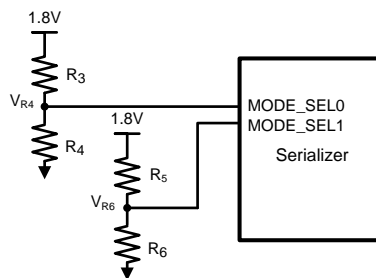 1.8V
R3
VR4
MODE_SEL0
R4
1.8V
MODE_SEL1
Serializer
R5
VR6
R6